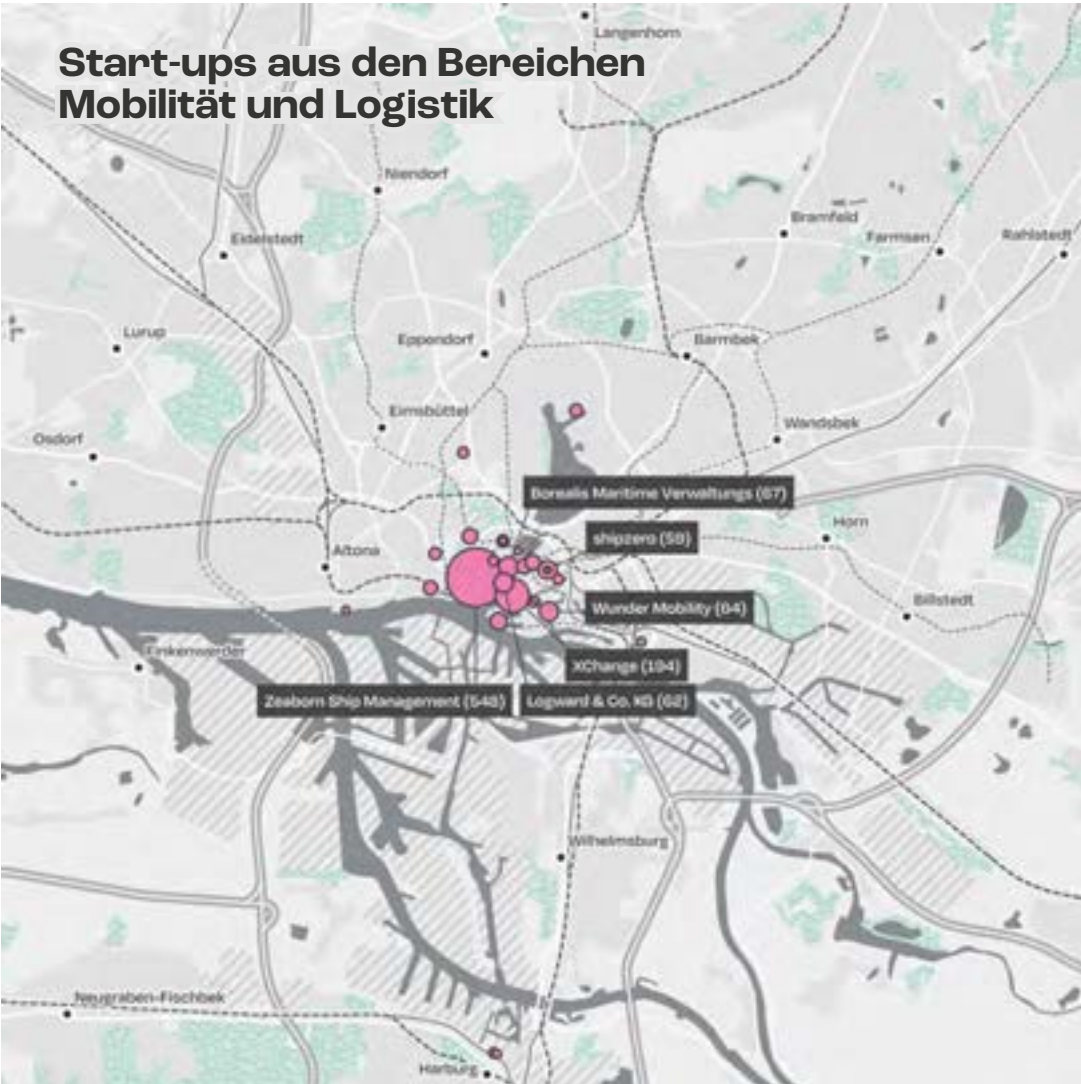 Langenhorn
Start-ups aus den Bereichen
Mobilität und Logistik
Niendorf
Bramfeld
Eidelstedt
Farmsen
Rahlstedt
Lurup
Eppendorf
Barmbek
Eimsbüttel
Wandsbek
Osdorf
Borealis Maritime Verwaltungs (67)
Horn
shipzero (59)
Altona
Billstedt
Wunder Mobility (64)
Finkenwerder
XChange (194)
Zeaborn Ship Management (548)
Logward & Co. KG (62)
Wilhelmsburg
Neugraben-Fischbek
Harburg